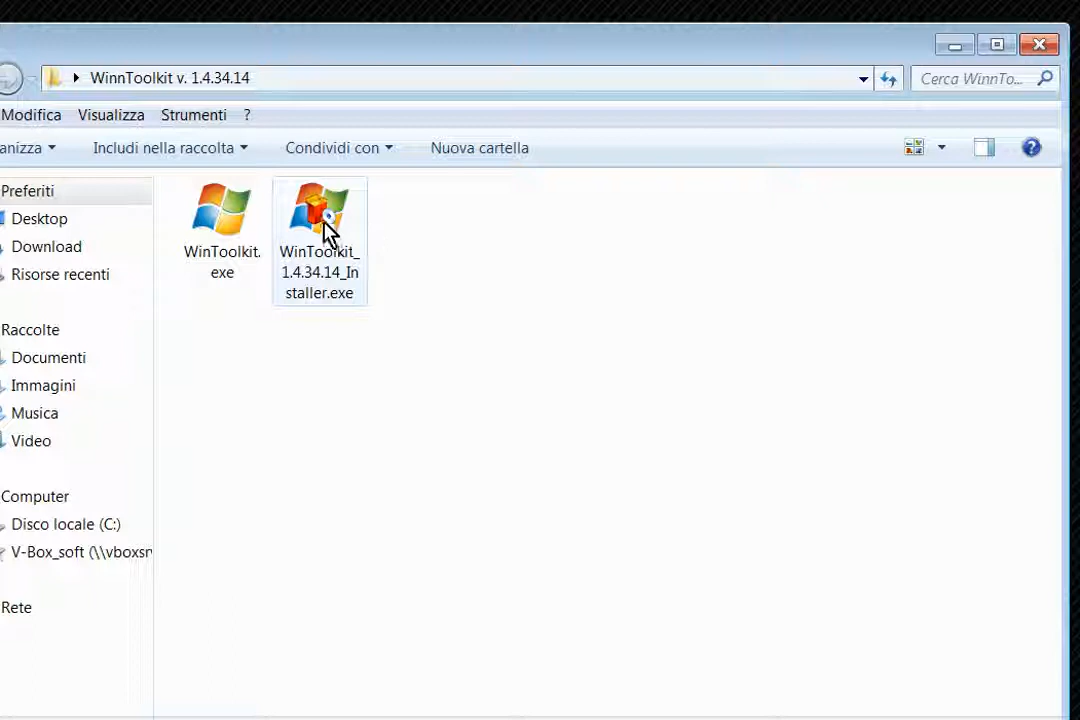 WinnToolkit v. 1.4.34.14
Cerca WinnTo...
Modifica Visualizza Strumenti ?
anizza Includi nella raccolta Condividi con Nuova cartella
Preferiti
Desktop
Download
Risorse recenti
Raccolte
Documenti
Immagini
Musica
Video
Computer
Disco locale (C:)
V-Box_soft (\\vboxsr
Rete
WinToolkit.
exe
WinToolkit_
1.4.34.14_In
staller.exe